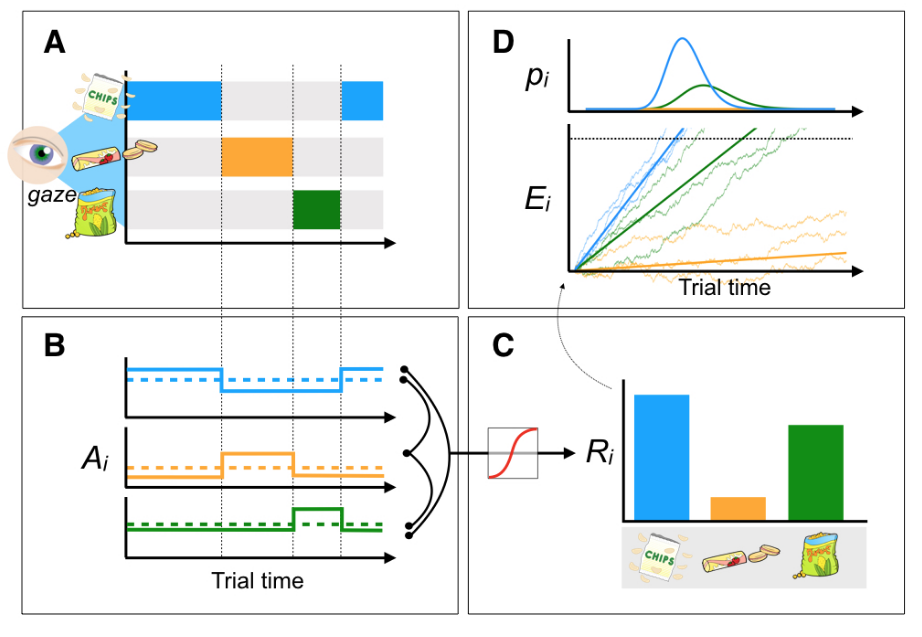 A
CHIPS
gaze
B
A_i
Trial time
D
p_i
E_i
Trial time
C
R_i
CHIPS